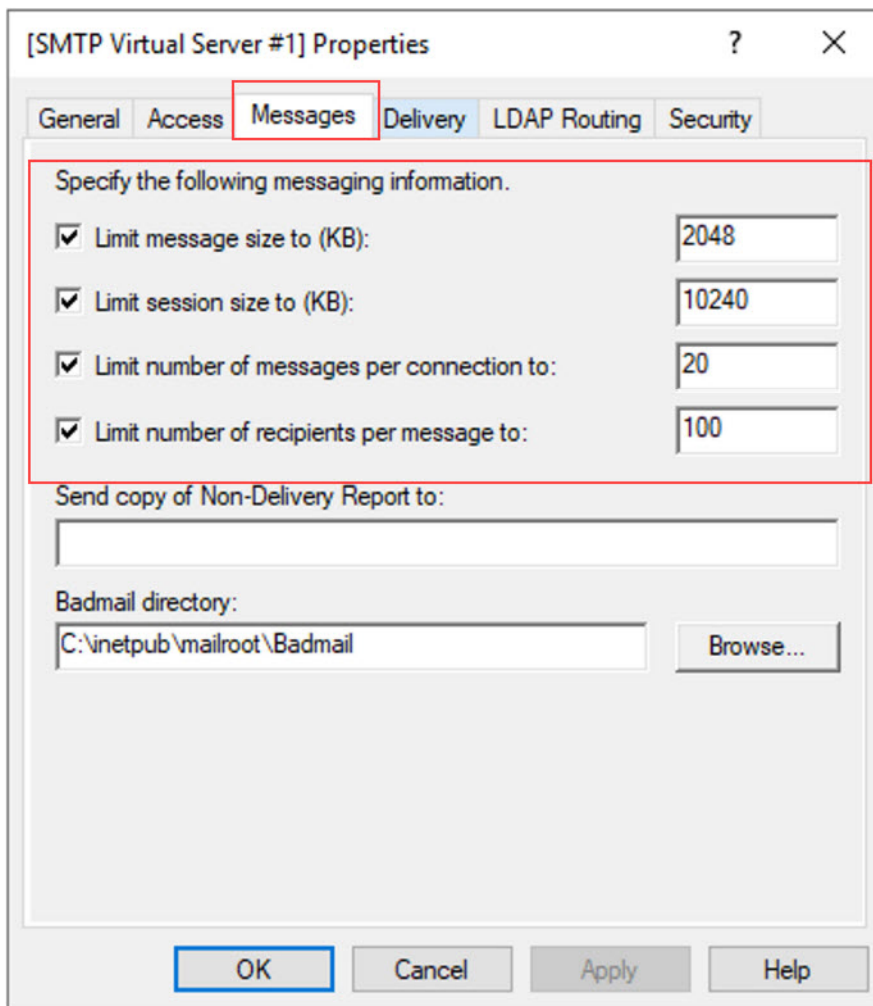 [SMTP Virtual Server #1] Properties ?
General Access Messages Delivery LDAP Routing Security
Specify the following messaging information.
Limit message size to (KB): 2048
Limit session size to (KB): 10240
Limit number of messages per connection to: 20
Limit number of recipients per message to: 100
Send copy of Non-Delivery Report to:
Badmail directory:
C:\inetpub\mailroot\Badmail Browse...
OK Cancel Apply Help